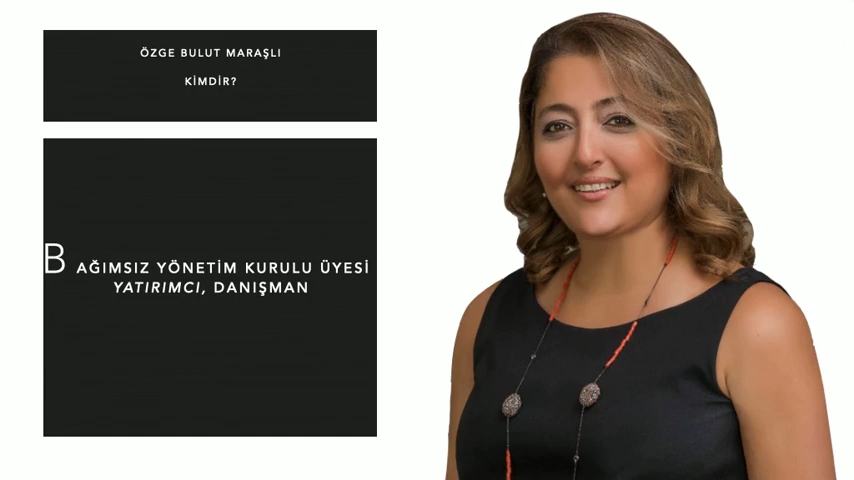 ÖZGE BULUT MARAŞLI
KİMDİR?
BAĞIMSIZ YÖNETİM KURULU ÜYESİ
YATIRIMCI, DANIŞMAN